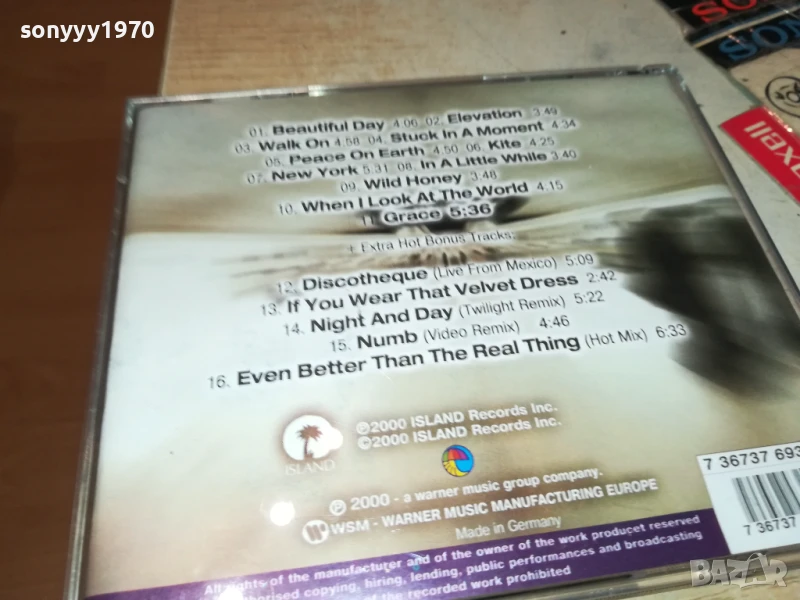 sonyyy1970
SO
SON
maxell
01. Beautiful Day 4.06 02. Elevation 3:49
03. Walk On 4.58 04. Stuck In A Moment 4:34
05. Peace On Earth 4.50 06. Kite 4.25
07. New York 5.31 08. In A Little While 3:40
09. Wild Honey 3:48
10. When I Look At The World 4.15
11. Grace 5:36
+ Extra Hot Bonus Tracks:
12. Discotheque (Live From Mexico) 5:09
13. If You Wear That Velvet Dress 2:42
14. Night And Day (Twilight Remix) 5:22
15. Numb (Video Remix) 4:46
16. Even Better Than The Real Thing (Hot Mix) 6:33
ISLAND
℗2000 ISLAND Records Inc.
©2000 ISLAND Records Inc.
℗ 2000 - a warner music group company.
WSM - WARNER MUSIC MANUFACTURING EUROPE
Made in Germany
7 36737 693
7 36737
All rights of the manufacturer and of the owner of the work producet reserved
copying, hiring, lending, public performances and broadcasting
of the recorded work prohibited
BAZAR